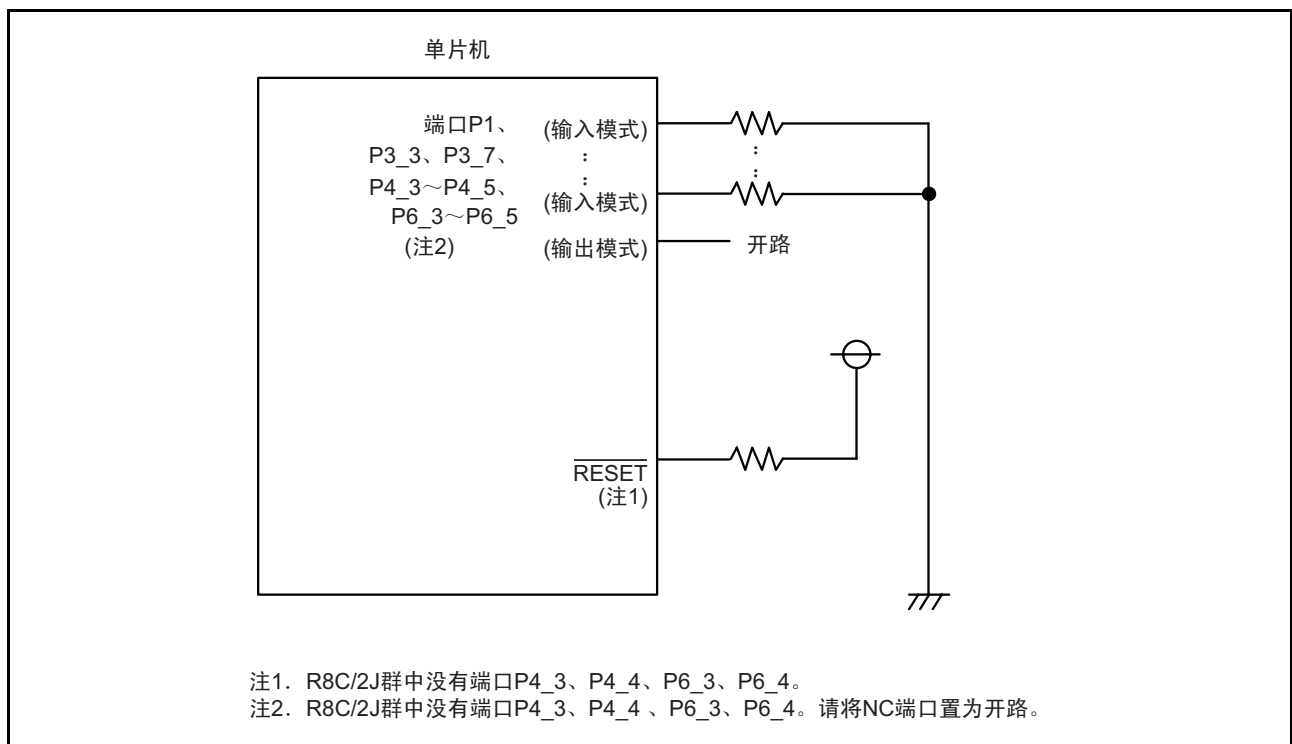 单片机
端口P1、
P3_3、P3_7、
P4_3～P4_5、
P6_3～P6_5
(注2)
(输入模式)
:
:
(输入模式)
(输出模式)
:
:
开路
RESET
(注1)
注1．R8C/2J群中没有端口P4_3、P4_4、P6_3、P6_4。
注2．R8C/2J群中没有端口P4_3、P4_4 、P6_3、P6_4。请将NC端口置为开路。